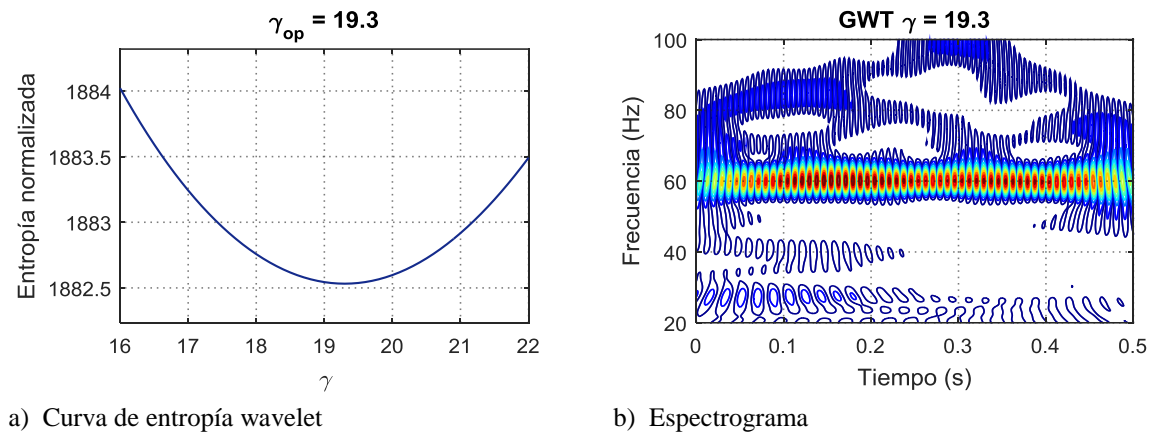 γop = 19.3
Entropía normalizada
1884
1883.5
1883
1882.5
16 17 18 19 20 21 22
γ
a) Curva de entropía wavelet
GWT γ = 19.3
Frecuencia (Hz)
100
80
60
40
20
0 0.1 0.2 0.3 0.4 0.5
Tiempo (s)
b) Espectrograma